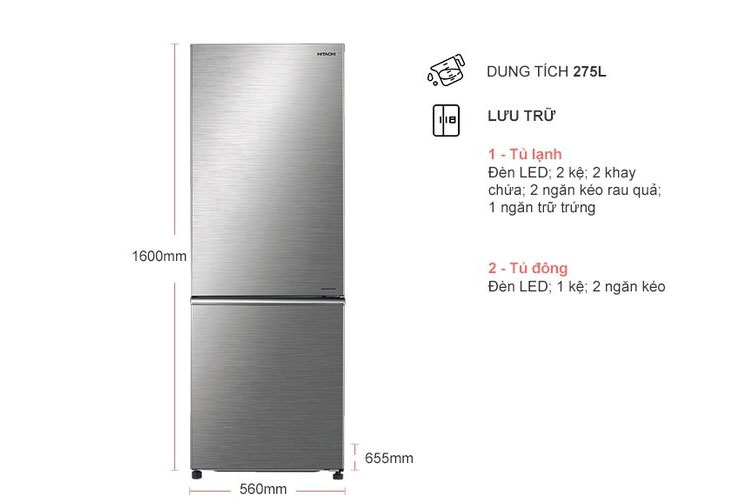 HITACHI
DUNG TÍCH 275L
LƯU TRỮ
1 - Tủ lạnh
Đèn LED; 2 kệ; 2 khay
chứa; 2 ngăn kéo rau quả;
1 ngăn trữ trứng
2 - Tủ đông
Đèn LED; 1 kệ; 2 ngăn kéo
1600mm
655mm
560mm